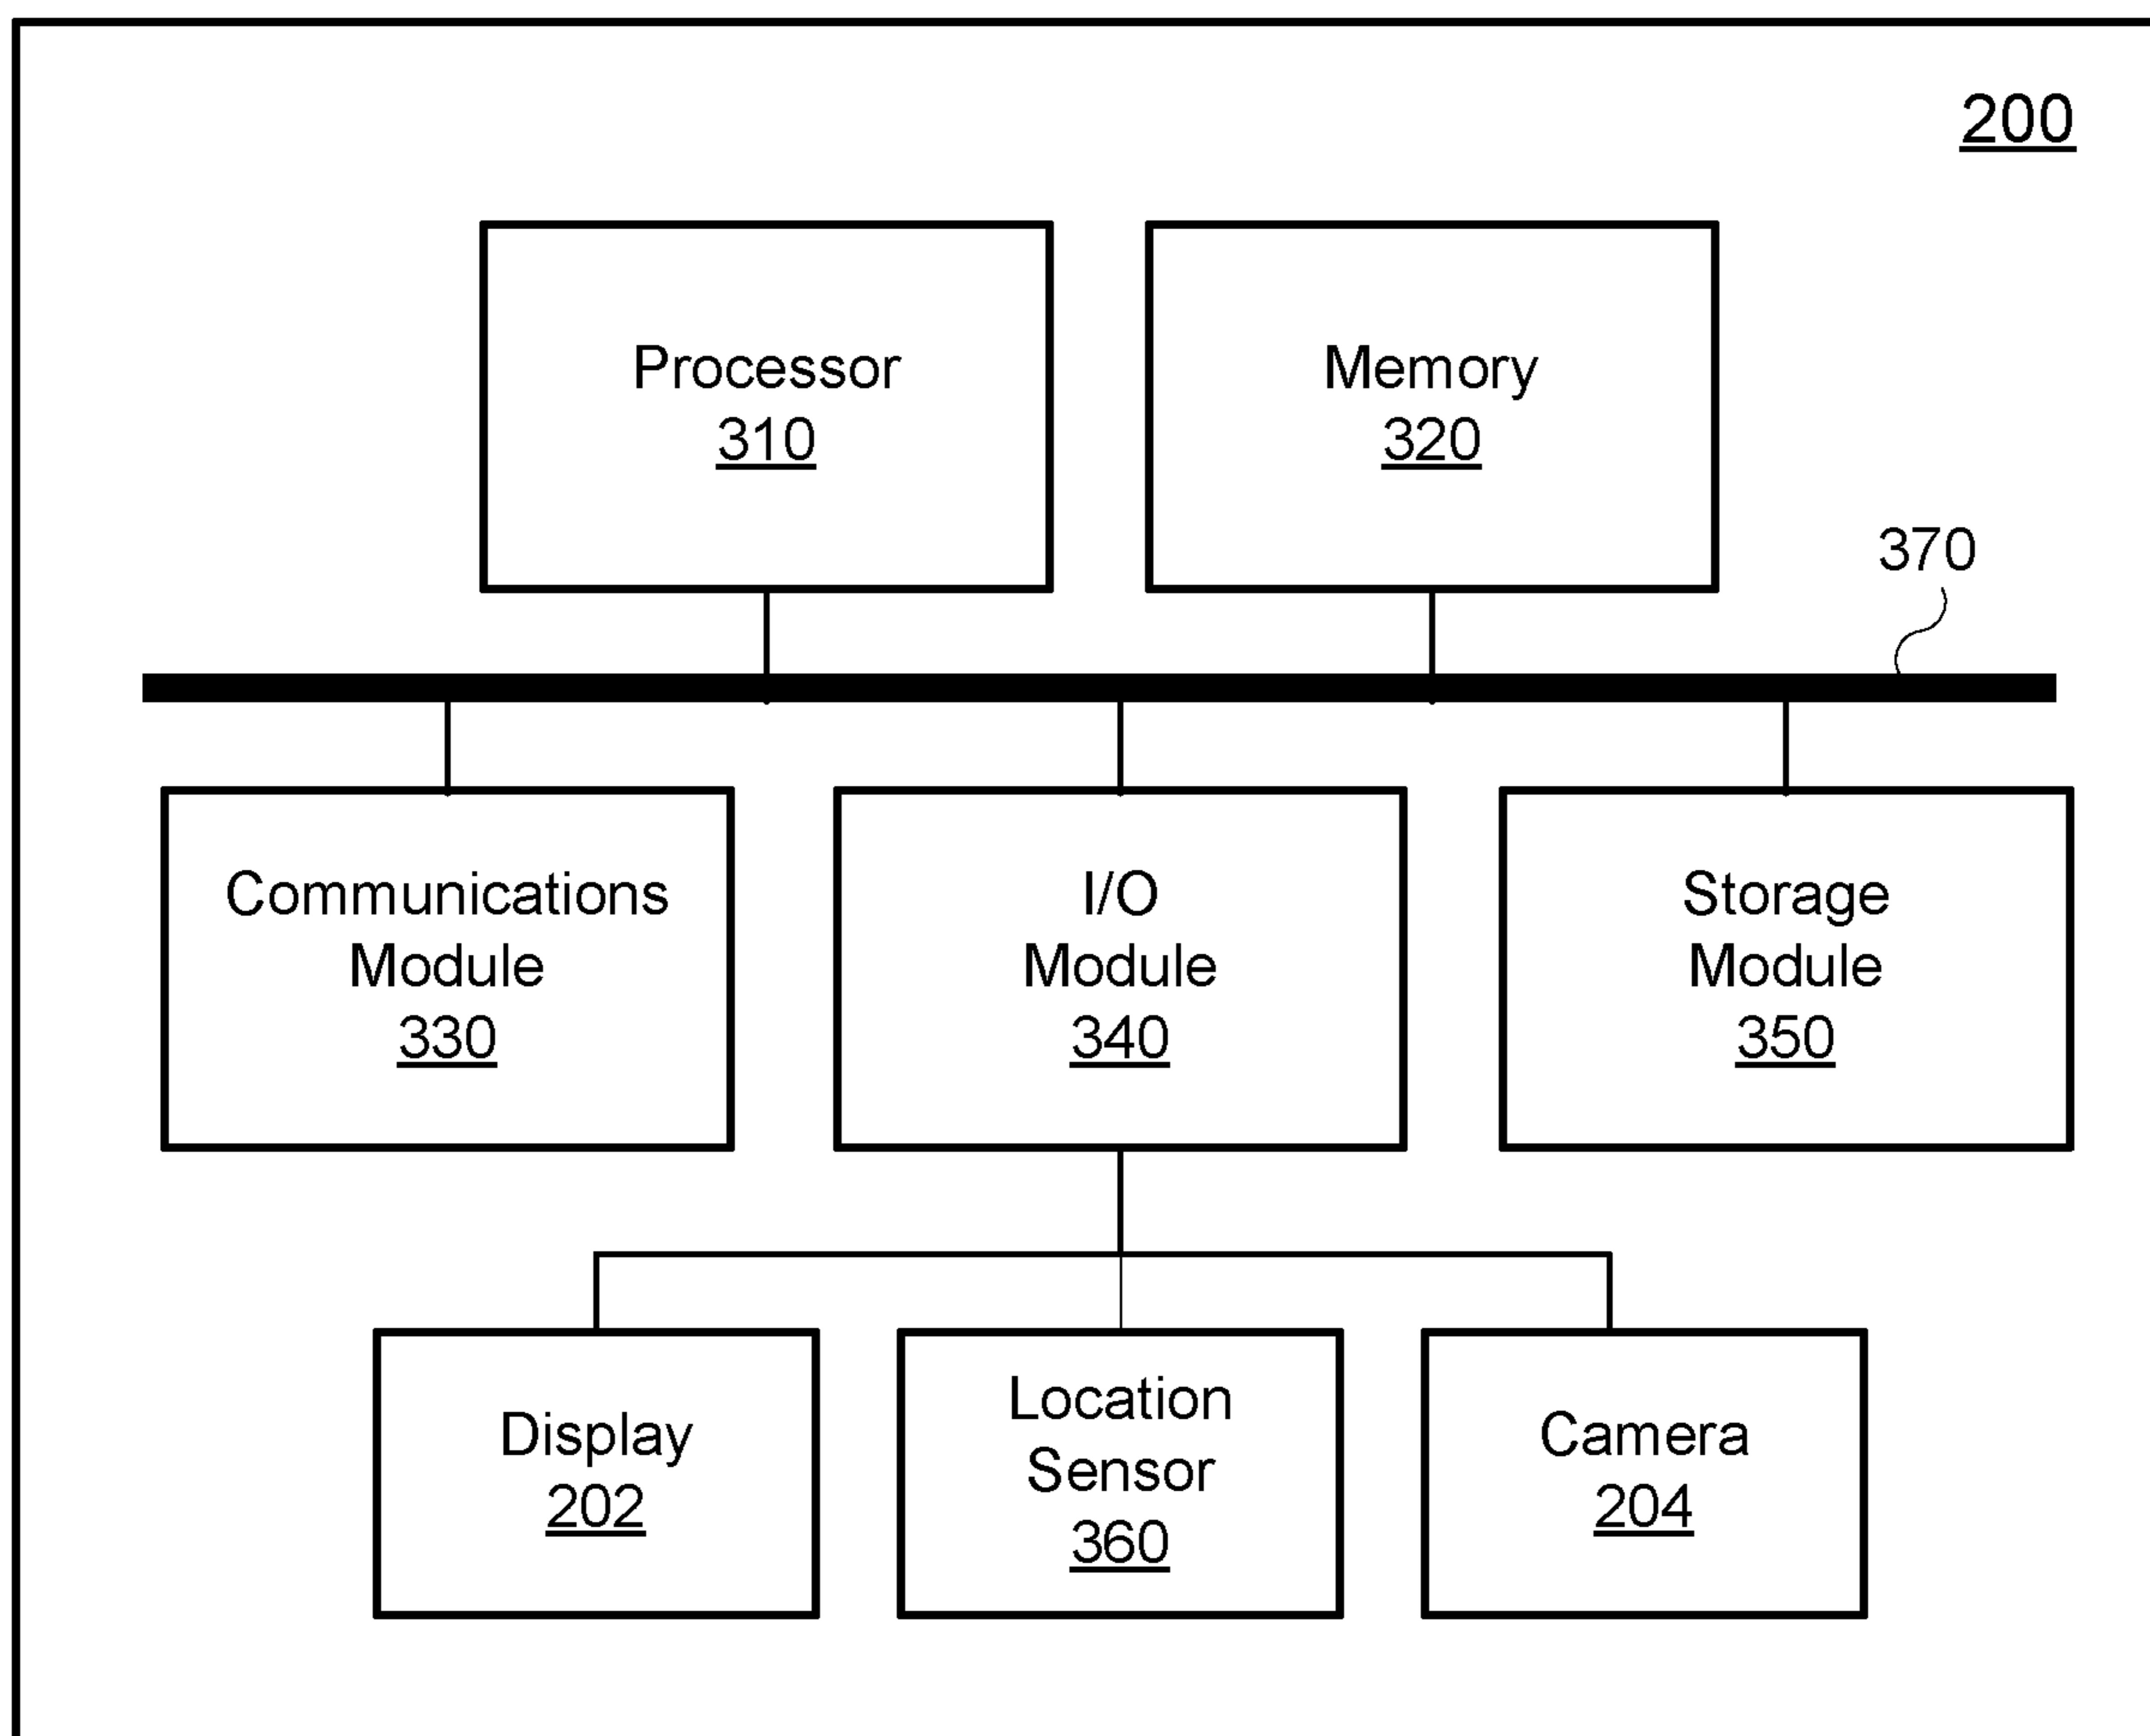 200
Processor
310
Memory
320
370
Communications
Module
330
I/O
Module
340
Storage
Module
350
Display
202
Location
Sensor
360
Camera
204